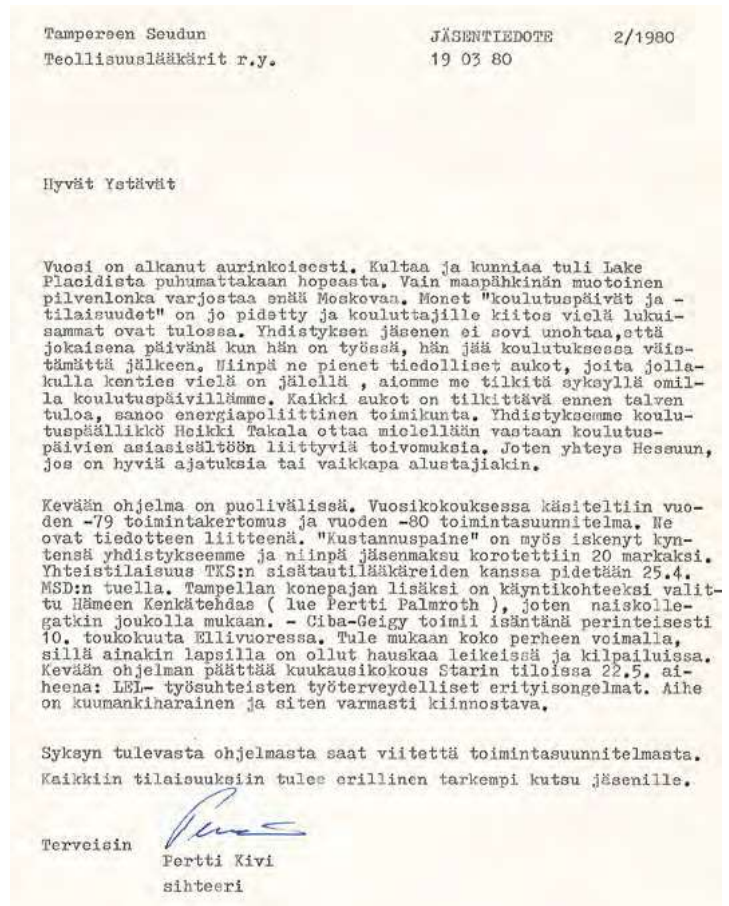 Tampereen Seudun JÄSENTIEDOTE 2/1980
Teollisuuslääkärit r.y. 19 03 80
Hyvät Ystävät
Vuosi on alkanut aurinkoisesti. Kultaa ja kunniaa tuli Lake
Placidista puhumattakaan hopeasta. Vain maapähkinän muotoinen
pilvenlonka varjostaa enää Moskovaa. Monet "koulutuspäivät ja -
tilaisuudet" on jo pidetty ja kouluttajille kiitos vielä lukui-
sammat ovat tulossa. Yhdistyksen jäsenen ei sovi unohtaa,että
jokaisena päivänä kun hän on työssä, hän jää koulutuksessa väis-
tämättä jälkeen. Niinpä ne pienet tiedolliset aukot, joita jolla-
kulla kenties vielä on jälellä , aiomme me tilkitä syksyllä omil-
la koulutuspäivillämme. Kaikki aukot on tilkittävä ennen talven
tuloa, sanoo energiapoliittinen toimikunta. Yhdistyksemme koulu-
tuspäällikkö Heikki Takala ottaa mielellään vastaan koulutus-
päivien asiasisältöön liittyviä toivomuksia. Joten yhteys Hessuun,
jos on hyviä ajatuksia tai vaikkapa alustajiakin.
Kevään ohjelma on puolivälissä. Vuosikokouksessa käsiteltiin vuo-
den -79 toimintakertomus ja vuoden -80 toimintasuunnitelma. Ne
ovat tiedotteen liitteenä. "Kustannuspaine" on myös iskenyt kyn-
tensä yhdistykseemme ja niinpä jäsenmaksu korotettiin 20 markaksi.
Yhteistilaisuus TKS:n sisätautilääkäreiden kanssa pidetään 25.4.
MSD:n tuella. Tampellan konepajan lisäksi on käyntikohteeksi valit-
tu Hämeen Kenkätehdas ( lue Pertti Palmroth ), joten naiskolle-
gatkin joukolla mukaan. - Ciba-Geigy toimii isäntänä perinteisesti
10. toukokuuta Ellivuoressa. Tule mukaan koko perheen voimalla,
sillä ainakin lapsilla on ollut hauskaa leikeissä ja kilpailuissa.
Kevään ohjelman päättää kuukausikokous Starin tiloissa 22.5. ai-
heena: LEL- työsuhteisten työterveydelliset erityisongelmat. Aihe
on kuumankiharainen ja siten varmasti kiinnostava.
Syksyn tulevasta ohjelmasta saat viitettä toimintasuunnitelmasta.
Kaikkiin tilaisuuksiin tulee erillinen tarkempi kutsu jäsenille.
Terveisin
Pertti Kivi
sihteeri